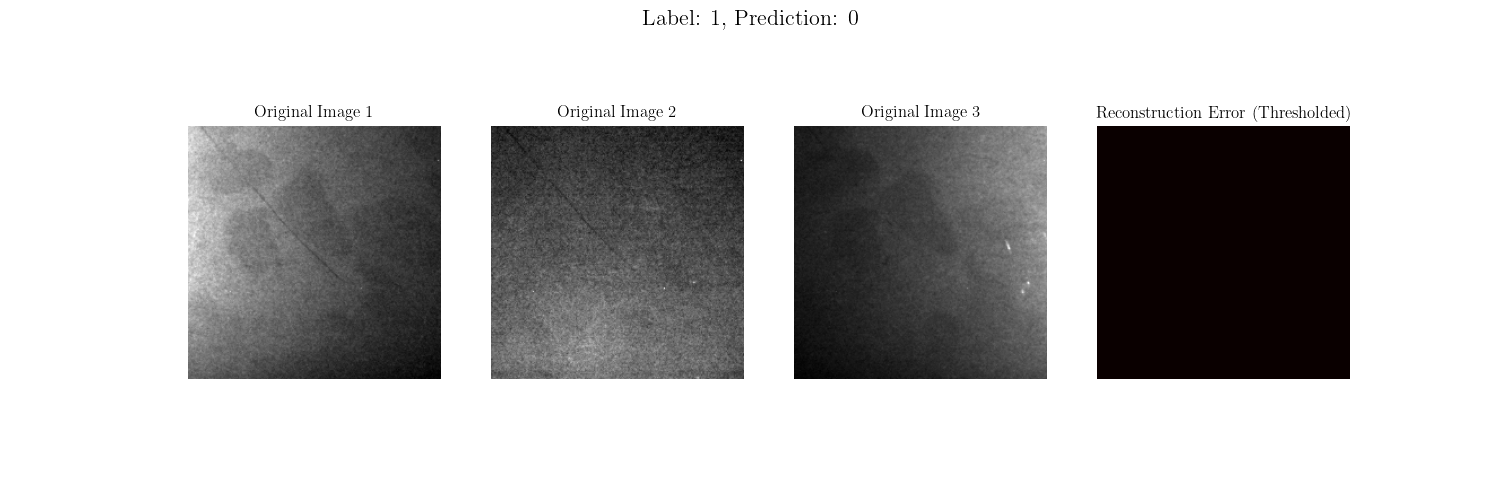 Label: 1, Prediction: 0
Original Image 1
Original Image 2
Original Image 3
Reconstruction Error (Thresholded)